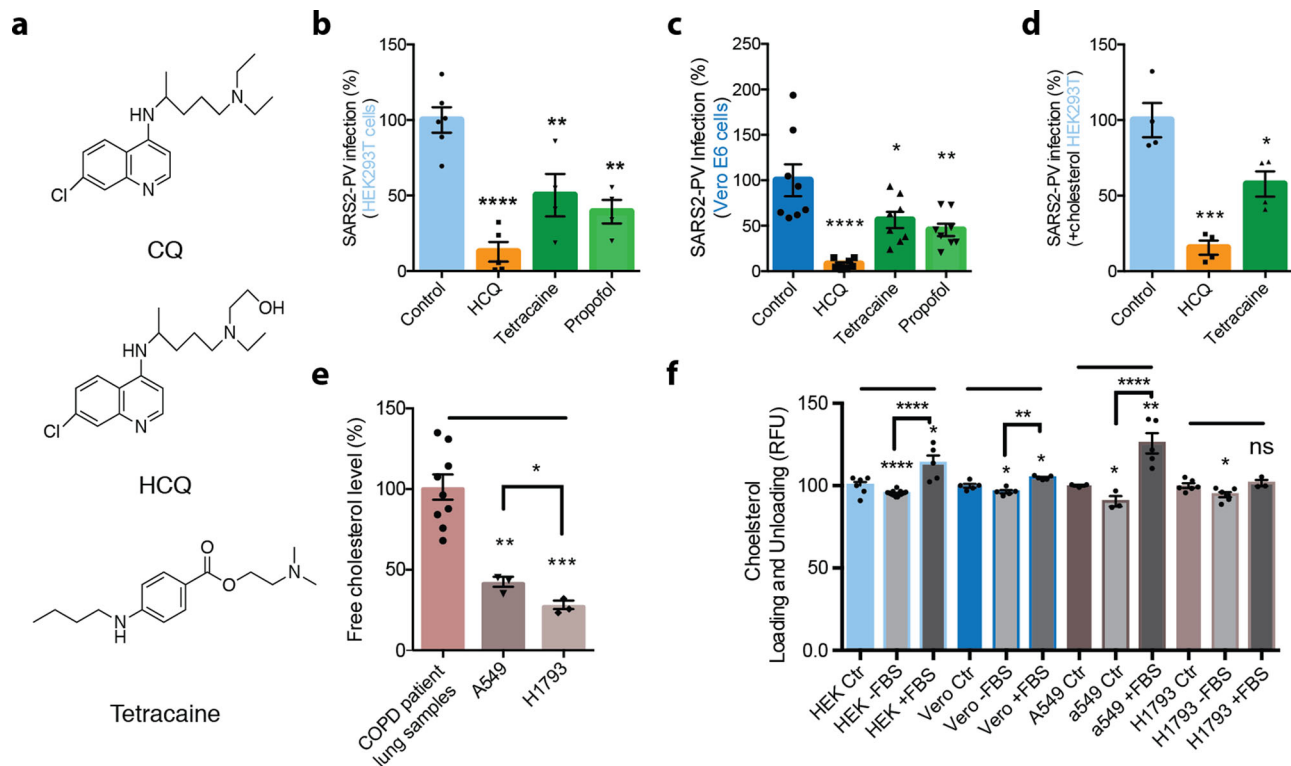 a
N
HN
Cl
N
CQ
OH
N
HN
Cl
N
HCQ
O
N
O
N
H
Tetracaine
b
SARS2-PV infection (%)
(HEK293T cells)
150
100
50
0
**
**
****
Control
HCQ
Tetracaine
Propofol
c
SARS2-PV Infection (%)
(Vero E6 cells)
250
200
150
100
50
0
****
*
**
Control
HCQ
Tetracaine
Propofol
d
SARS2-PV infection (%)
(+cholesterol HEK293T)
150
100
50
0
***
*
Control
HCQ
Tetracaine
e
Free cholesterol level (%)
150
100
50
0
*
**
***
COPD patient
lung samples
A549
H1793
f
Choelsterol
Loading and Unloading (RFU)
150
100
50
0.0
****
****
*
**
*
*
****
*
**
*
ns
HEK Ctr
HEK -FBS
HEK +FBS
Vero Ctr
Vero -FBS
Vero +FBS
A549 Ctr
a549 Ctr
a549 +FBS
H1793 Ctr
H1793 -FBS
H1793 +FBS